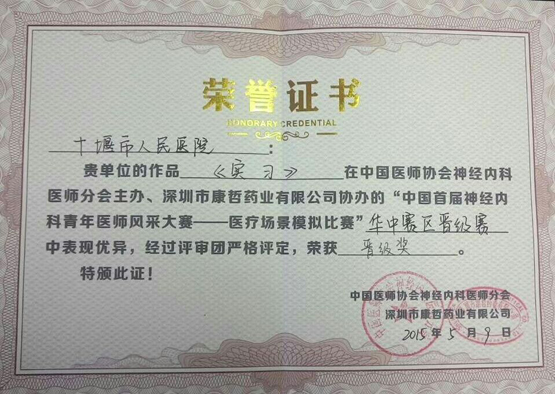 荣誉证书
HONORARY CREDENTIAL
十堰市人民医院：
贵单位的作品《实习》在中国医师协会神经内科
医师分会主办、深圳市康哲药业有限公司协办的“中国首届神经内
科青年医师风采大赛——医疗场景模拟比赛”华中赛区晋级赛
中表现优异，经过评审团严格评定，荣获晋级奖。
特颁此证！
中国医师协会神经内科医师分会
深圳市康哲药业有限公司
2015年5月9日